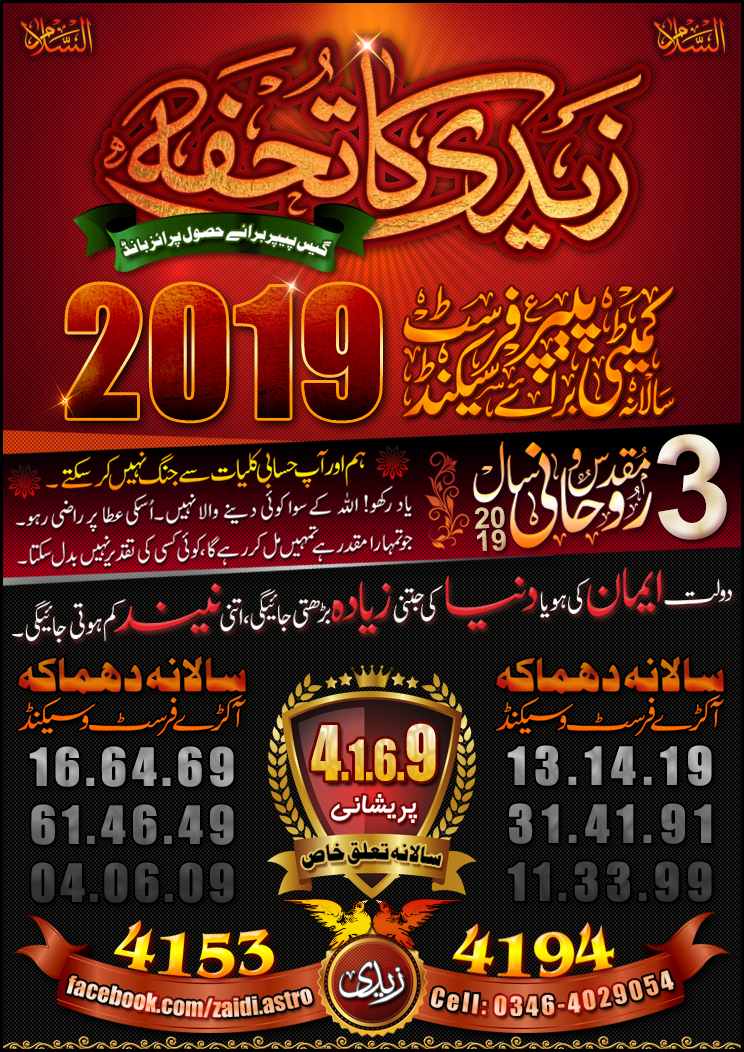 السلام
السلام
زیدی کا تحفہ
گیس پیپر برائے حصول پرائز بانڈ
2019
سالانہ کمیٹی پیپر برائے فرسٹ سیکنڈ
3 مقدس و روحانی سال 2019
ہم اور آپ حسابی کلیات سے جنگ نہیں کر سکتے ۔
یاد رکھو! اللہ کے سوا کوئی دینے والا نہیں۔ اُسکی عطا پر راضی رہو۔
جو تمہارا مقدر ہے تمہیں مل کر رہے گا، کوئی کسی کی تقدیر نہیں بدل سکتا۔
دولت ایمان کی ہو یا دنیا کی جتنی زیادہ بڑھتی جائیگی، اتنی نیند کم ہوتی جائیگی۔
سالانہ دھماکہ
آکڑے فرسٹ و سیکنڈ
13.14.19
31.41.91
11.33.99
4.1.6.9
پریشانی
سالانہ تعلق خاص
سالانہ دھماکہ
آکڑے فرسٹ و سیکنڈ
16.64.69
61.46.49
04.06.09
4153
4194
facebook.com/zaidi.astro
زیدی
Cell: 0346-4029054